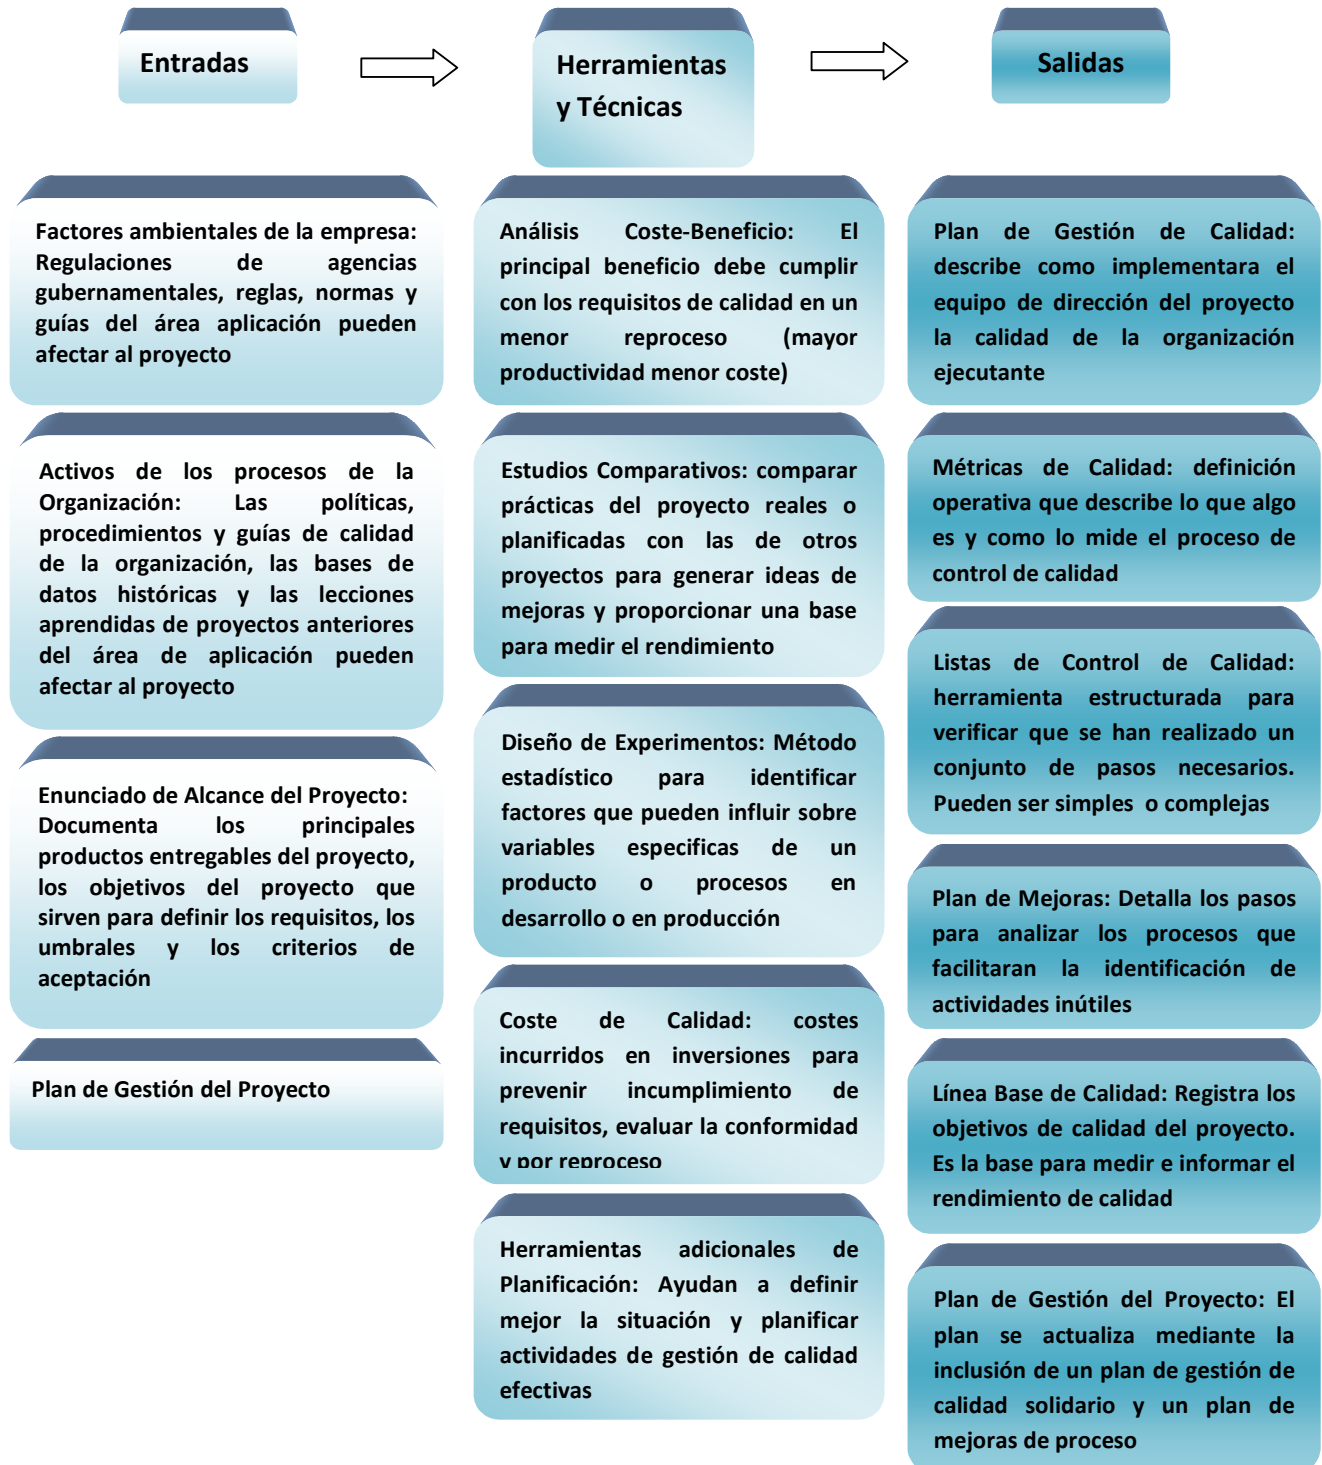 Entradas
Herramientas
y Técnicas
Salidas
Factores ambientales de la empresa:
Regulaciones de agencias
gubernamentales, reglas, normas y
guías del área aplicación pueden
afectar al proyecto
Activos de los procesos de la
Organización: Las políticas,
procedimientos y guías de calidad
de la organización, las bases de
datos históricas y las lecciones
aprendidas de proyectos anteriores
del área de aplicación pueden
afectar al proyecto
Enunciado de Alcance del Proyecto:
Documenta los principales
productos entregables del proyecto,
los objetivos del proyecto que
sirven para definir los requisitos, los
umbrales y los criterios de
aceptación
Plan de Gestión del Proyecto
Análisis Coste-Beneficio: El
principal beneficio debe cumplir
con los requisitos de calidad en un
menor reproceso (mayor
productividad menor coste)
Estudios Comparativos: comparar
prácticas del proyecto reales o
planificadas con las de otros
proyectos para generar ideas de
mejoras y proporcionar una base
para medir el rendimiento
Diseño de Experimentos: Método
estadístico para identificar
factores que pueden influir sobre
variables especificas de un
producto o procesos en
desarrollo o en producción
Coste de Calidad: costes
incurridos en inversiones para
prevenir incumplimiento de
requisitos, evaluar la conformidad
y por reproceso
Herramientas adicionales de
Planificación: Ayudan a definir
mejor la situación y planificar
actividades de gestión de calidad
efectivas
Plan de Gestión de Calidad:
describe como implementara el
equipo de dirección del proyecto
la calidad de la organización
ejecutante
Métricas de Calidad: definición
operativa que describe lo que algo
es y como lo mide el proceso de
control de calidad
Listas de Control de Calidad:
herramienta estructurada para
verificar que se han realizado un
conjunto de pasos necesarios.
Pueden ser simples o complejas
Plan de Mejoras: Detalla los pasos
para analizar los procesos que
facilitaran la identificación de
actividades inútiles
Línea Base de Calidad: Registra los
objetivos de calidad del proyecto.
Es la base para medir e informar el
rendimiento de calidad
Plan de Gestión del Proyecto: El
plan se actualiza mediante la
inclusión de un plan de gestión de
calidad solidario y un plan de
mejoras de proceso